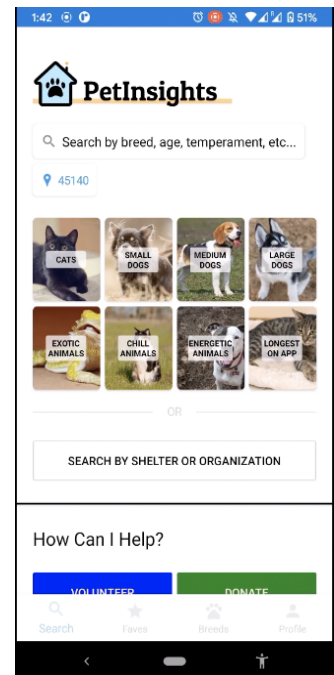 1:42
51%
PetInsights
Search by breed, age, temperament, etc...
45140
CATS
SMALL
DOGS
MEDIUM
DOGS
LARGE
DOGS
EXOTIC
ANIMALS
CHILL
ANIMALS
ENERGETIC
ANIMALS
LONGEST
ON APP
OR
SEARCH BY SHELTER OR ORGANIZATION
How Can I Help?
VOLUNTEER
DONATE
Search
Faves
Breeds
Profile